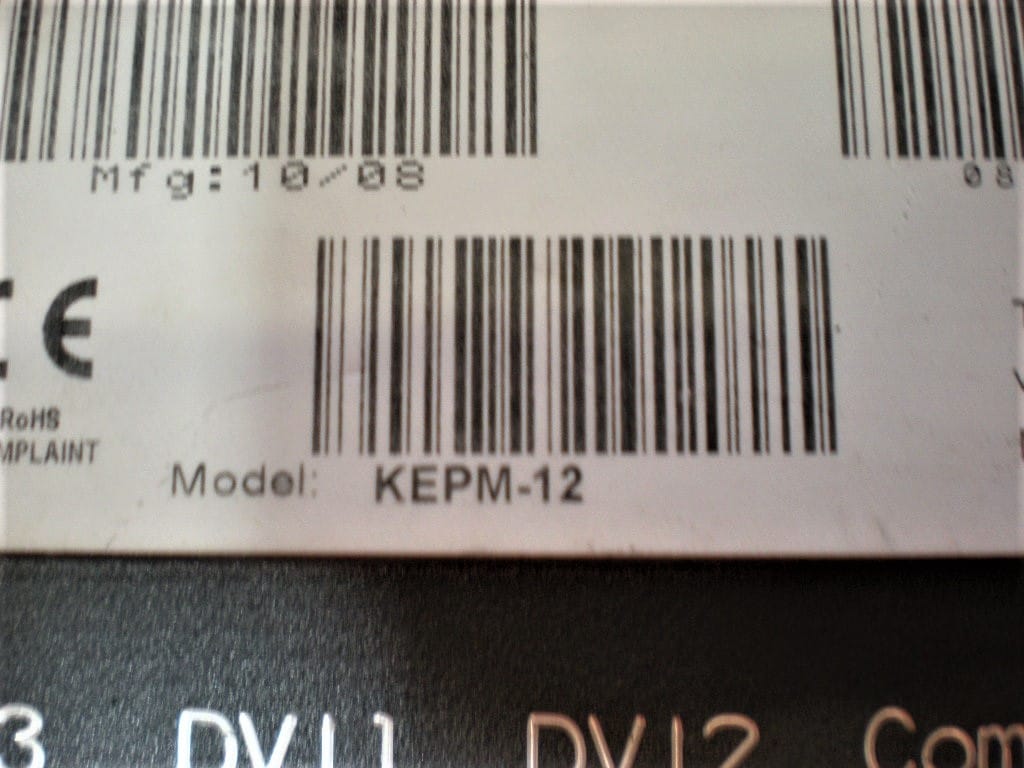 Mfg:10/08
08
CE
RoHS
MPLAINT
Model: KEPM-12
3 DVI1 DVI2 Com